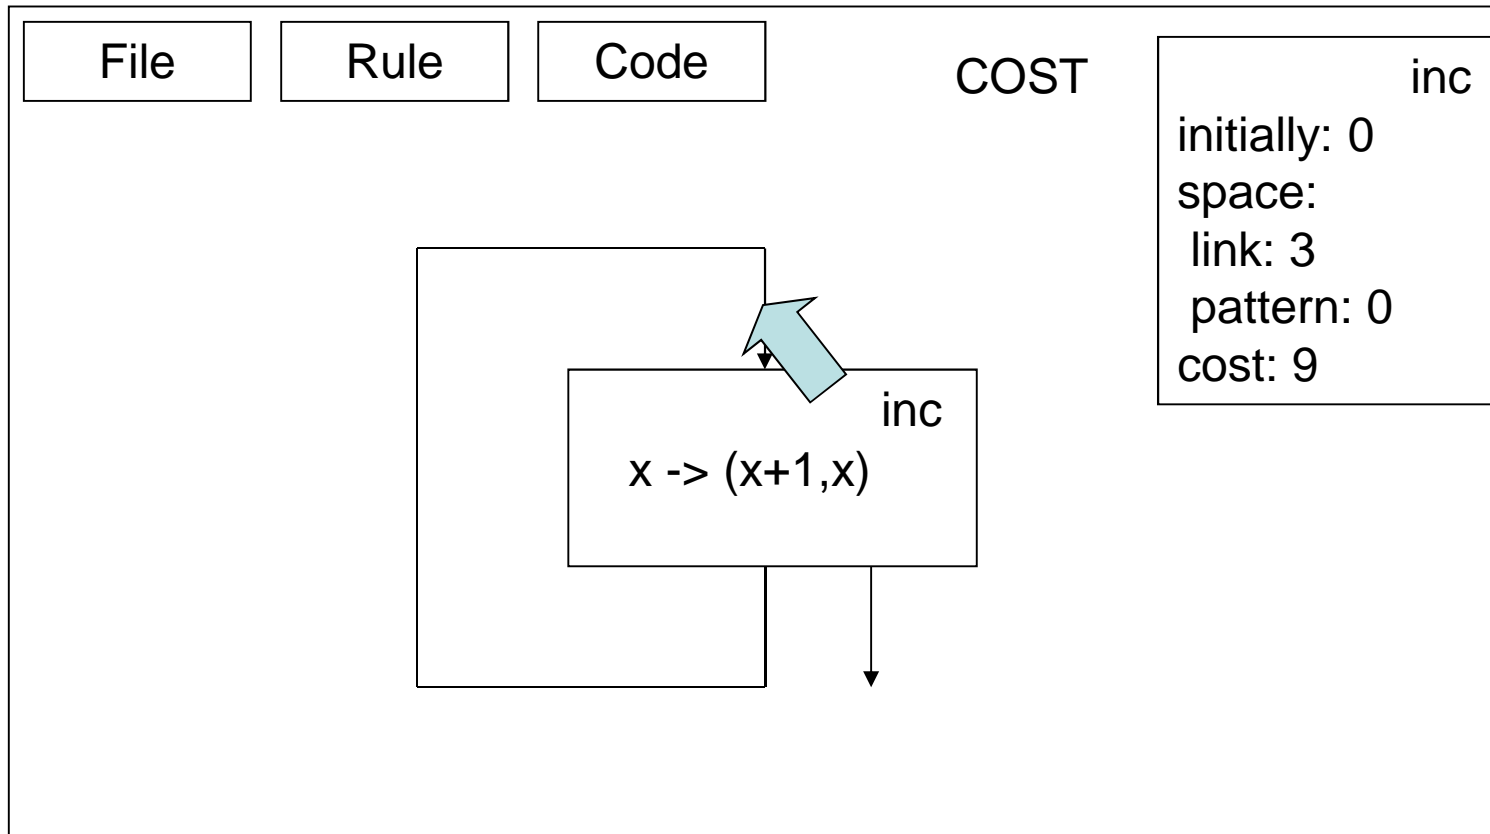 File Rule Code COST
inc
initially: 0
space:
link: 3
pattern: 0
cost: 9
inc
x -> (x+1,x)